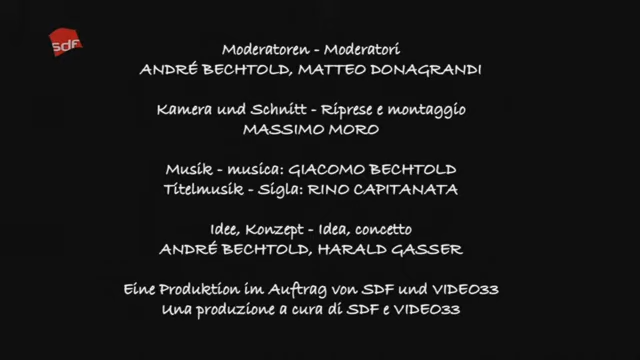 sdf
Moderatoren - Moderatori
ANDRÉ BECHTOLD, MATTEO DONAGRANDI
Kamera und Schnitt - Riprese e montaggio
MASSIMO MORO
Musik - musica: GIACOMO BECHTOLD
Titelmusik - Sigla: RINO CAPITANATA
Idee, Konzept - Idea, concetto
ANDRÉ BECHTOLD, HARALD GASSER
Eine Produktion im Auftrag von SDF und VIDEO33
Una produzione a cura di SDF e VIDEO33